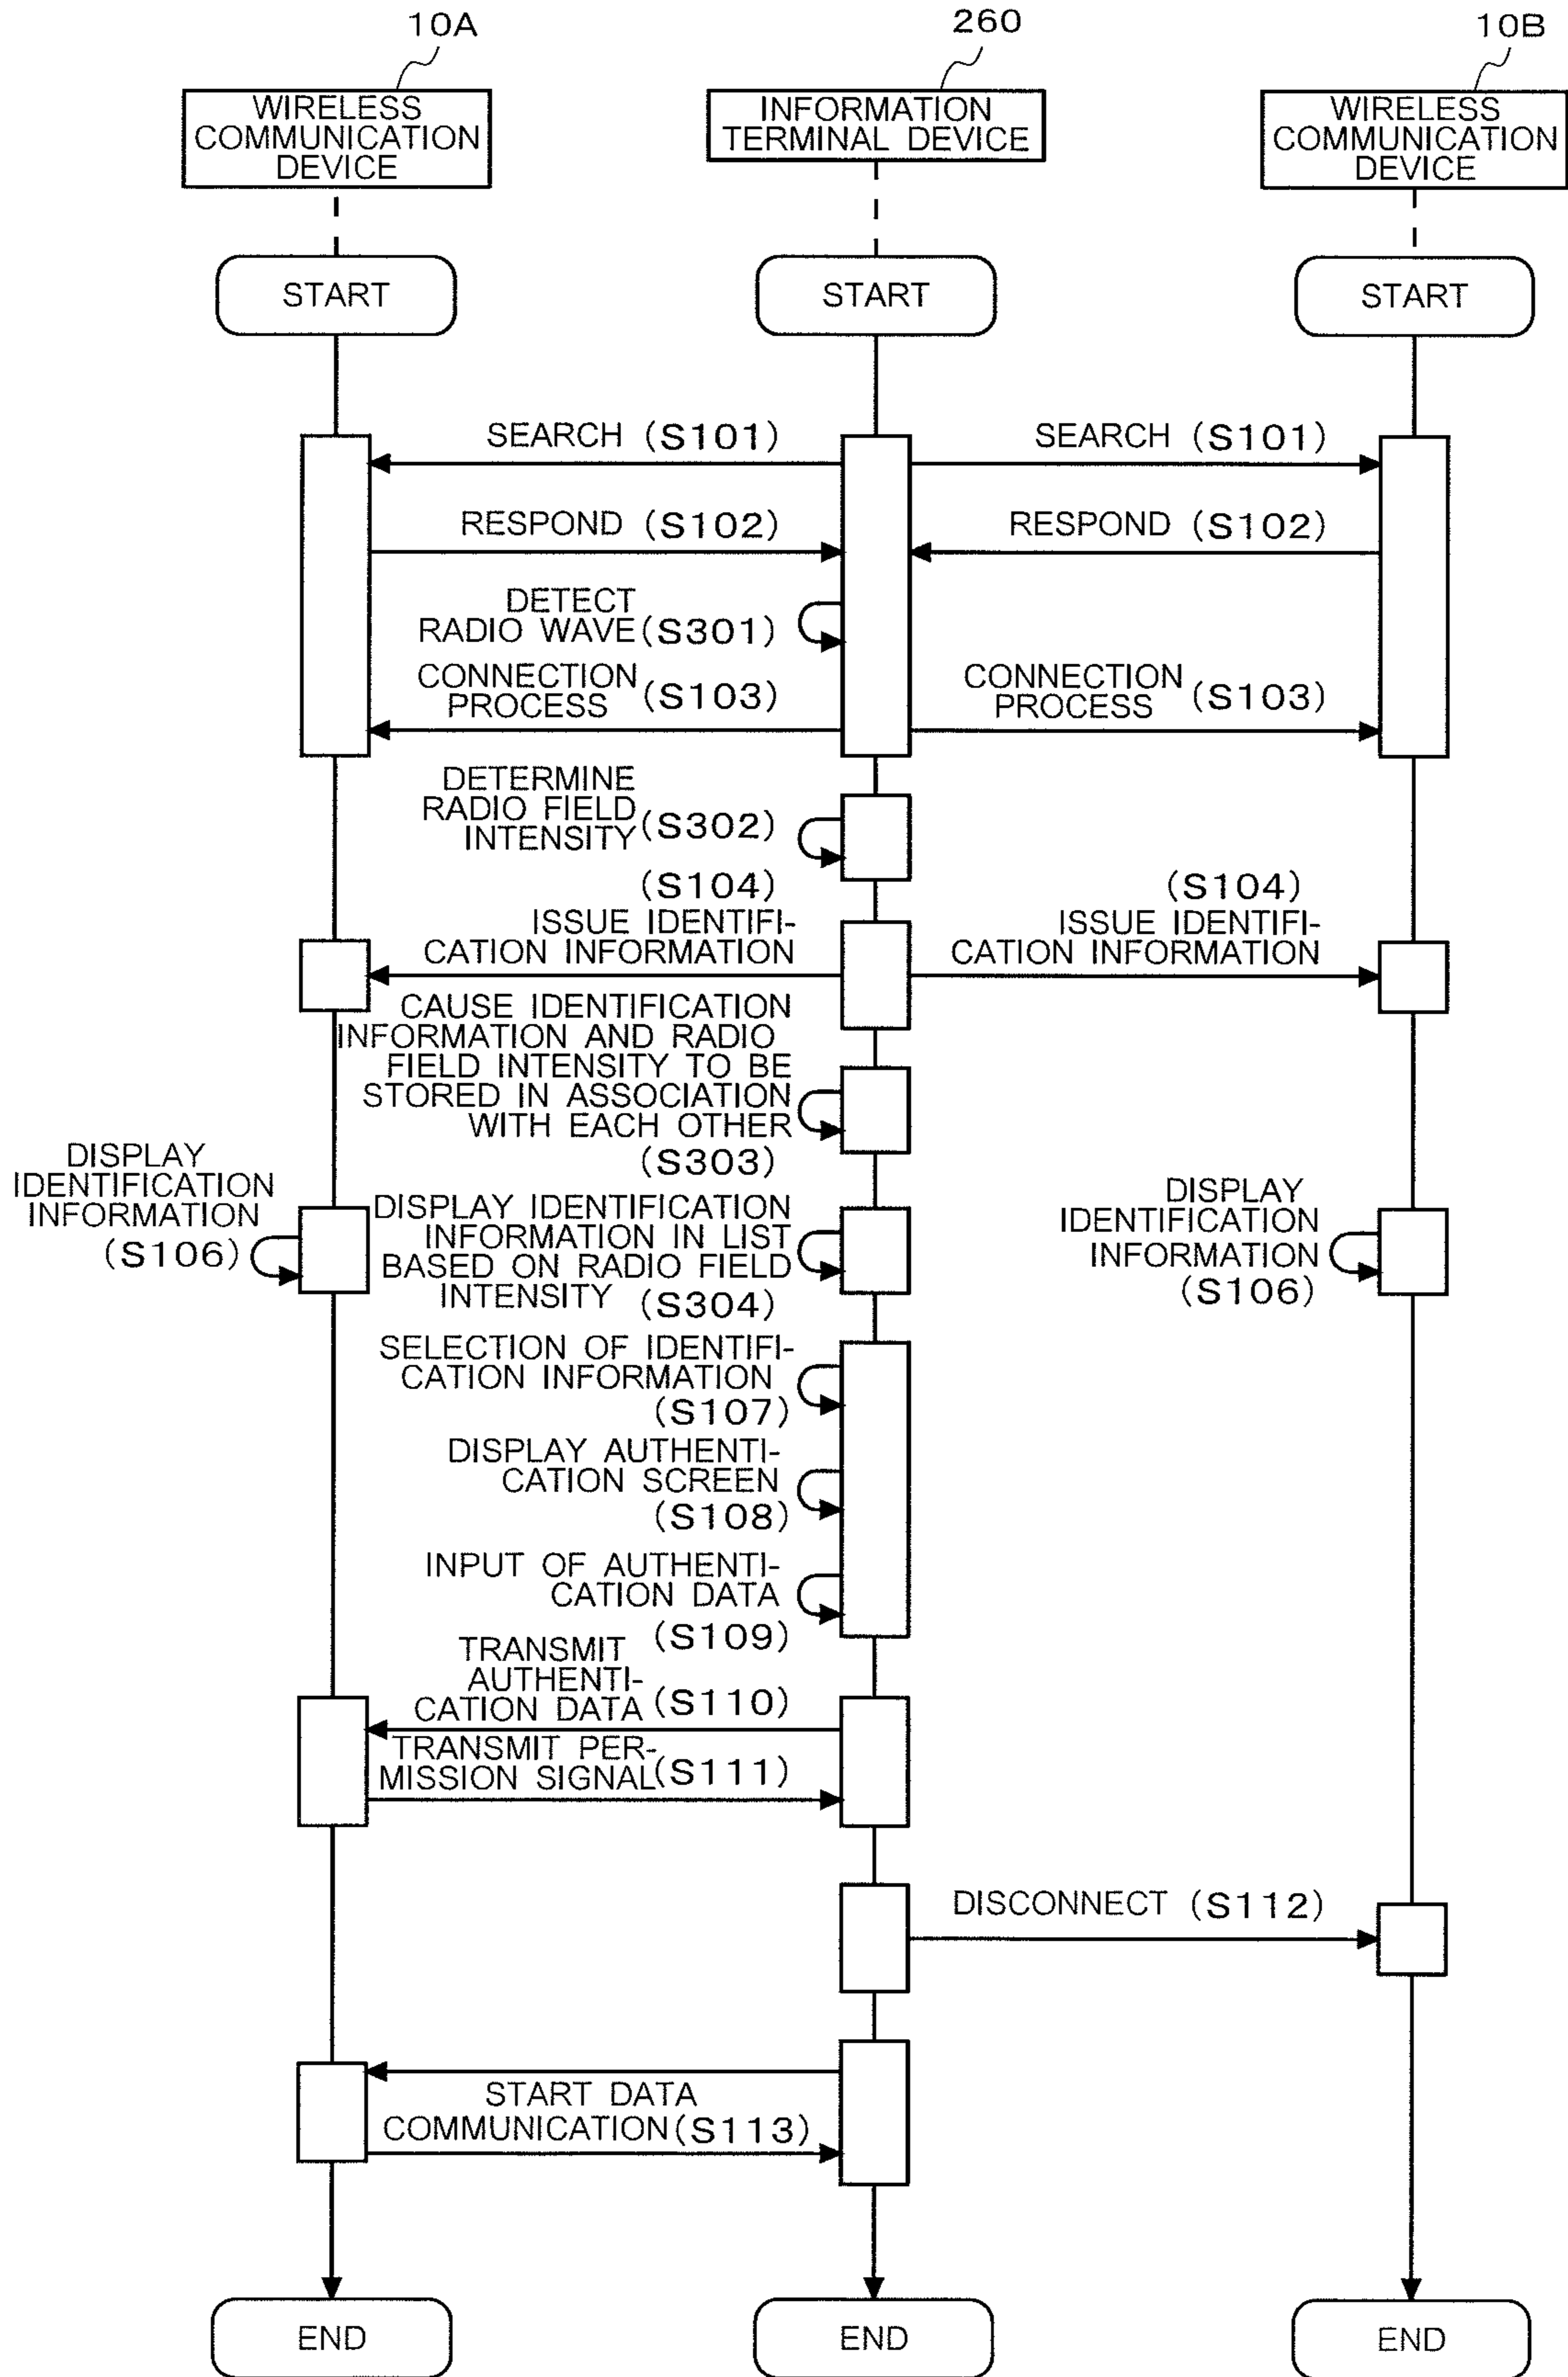 10A
260
10B
WIRELESS
COMMUNICATION
DEVICE
INFORMATION
TERMINAL DEVICE
WIRELESS
COMMUNICATION
DEVICE
START
START
START
SEARCH (S101)
SEARCH (S101)
RESPOND (S102)
RESPOND (S102)
DETECT
RADIO WAVE (S301)
CONNECTION
PROCESS (S103)
CONNECTION
PROCESS (S103)
DETERMINE
RADIO FIELD
INTENSITY (S302)
(S104)
ISSUE IDENTIFI-
CATION INFORMATION
(S104)
ISSUE IDENTIFI-
CATION INFORMATION
CAUSE IDENTIFICATION
INFORMATION AND RADIO
FIELD INTENSITY TO BE
STORED IN ASSOCIATION
WITH EACH OTHER
(S303)
DISPLAY
IDENTIFICATION
INFORMATION
(S106)
DISPLAY IDENTIFICATION
INFORMATION IN LIST
BASED ON RADIO FIELD
INTENSITY (S304)
DISPLAY
IDENTIFICATION
INFORMATION
(S106)
SELECTION OF IDENTIFI-
CATION INFORMATION
(S107)
DISPLAY AUTHENTI-
CATION SCREEN
(S108)
INPUT OF AUTHENTI-
CATION DATA
(S109)
TRANSMIT
AUTHENTI-
CATION DATA (S110)
TRANSMIT PER-
MISSION SIGNAL (S111)
DISCONNECT (S112)
START DATA
COMMUNICATION (S113)
END
END
END